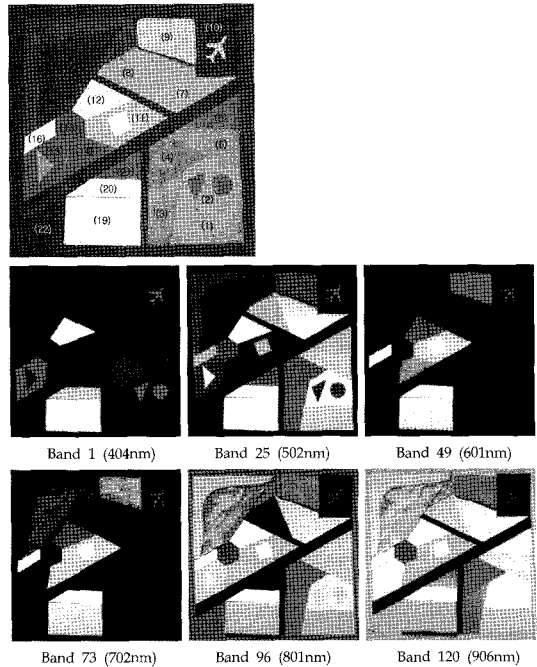 (9)
(10)
(8)
(7)
(12)
(11)
(16)
(6)
(5)
(4)
(20)
(2)
(19)
(3)
(1)
(22)
Band 1 (404nm)
Band 25 (502nm)
Band 49 (601nm)
Band 73 (702nm)
Band 96 (801nm)
Band 120 (906nm)